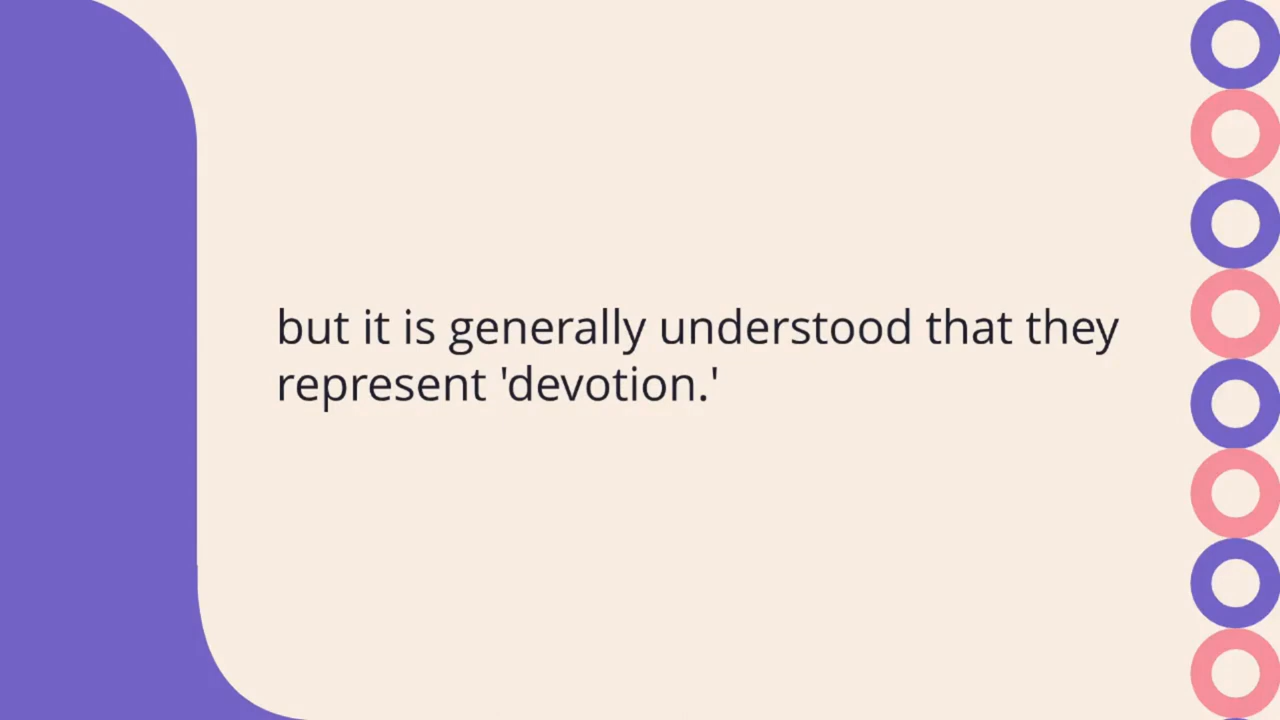 but it is generally understood that they
represent 'devotion.'